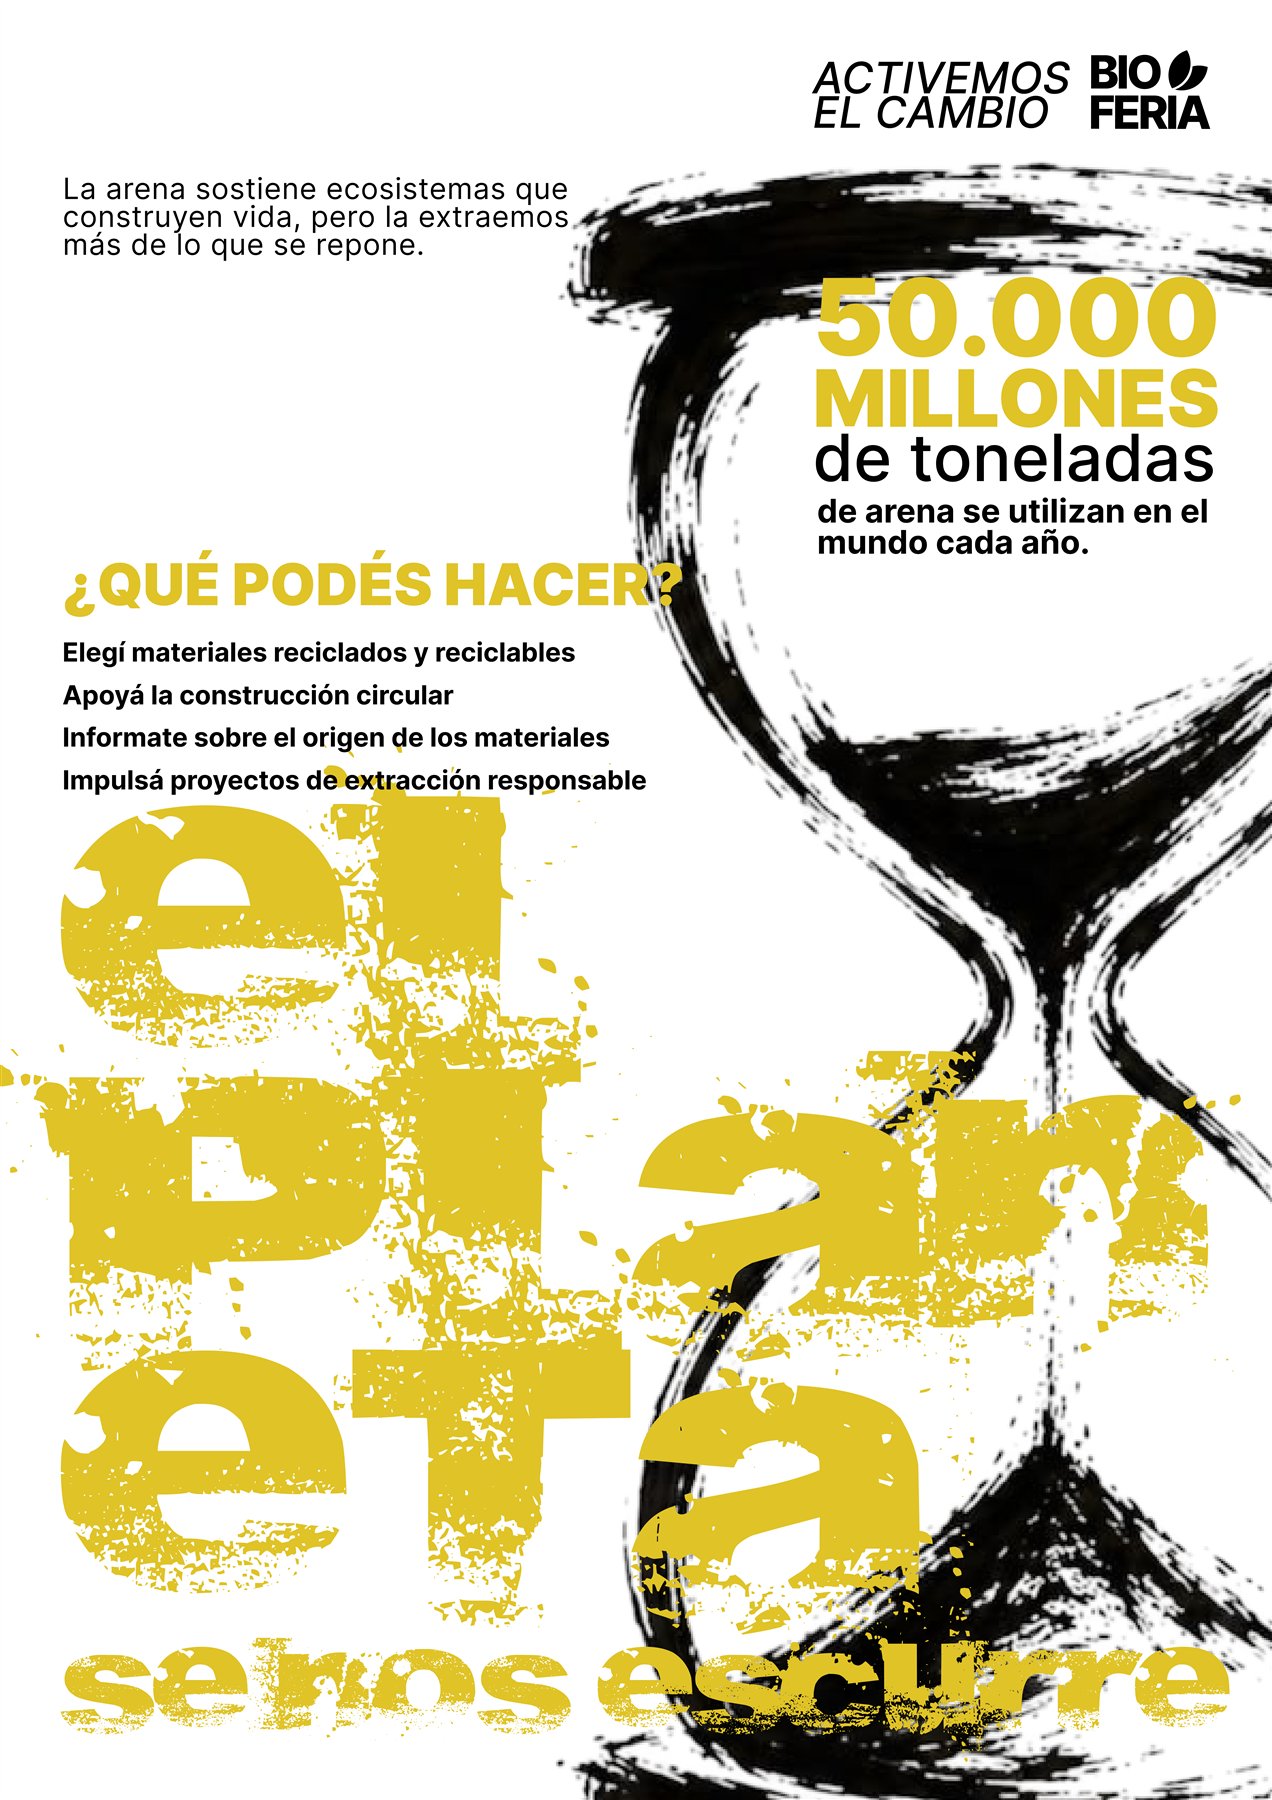 ACTIVEMOS
EL CAMBIO
BIO
FERIA
La arena sostiene ecosistemas que
construyen vida, pero la extraemos
más de lo que se repone.
50.000
MILLONES
de toneladas
de arena se utilizan en el
mundo cada año.
¿QUÉ PODÉS HACER?
Elegí materiales reciclados y reciclables
Apoyá la construcción circular
Informate sobre el origen de los materiales
Impulsá proyectos de extracción responsable
el
Plan
eta
se nos escurre